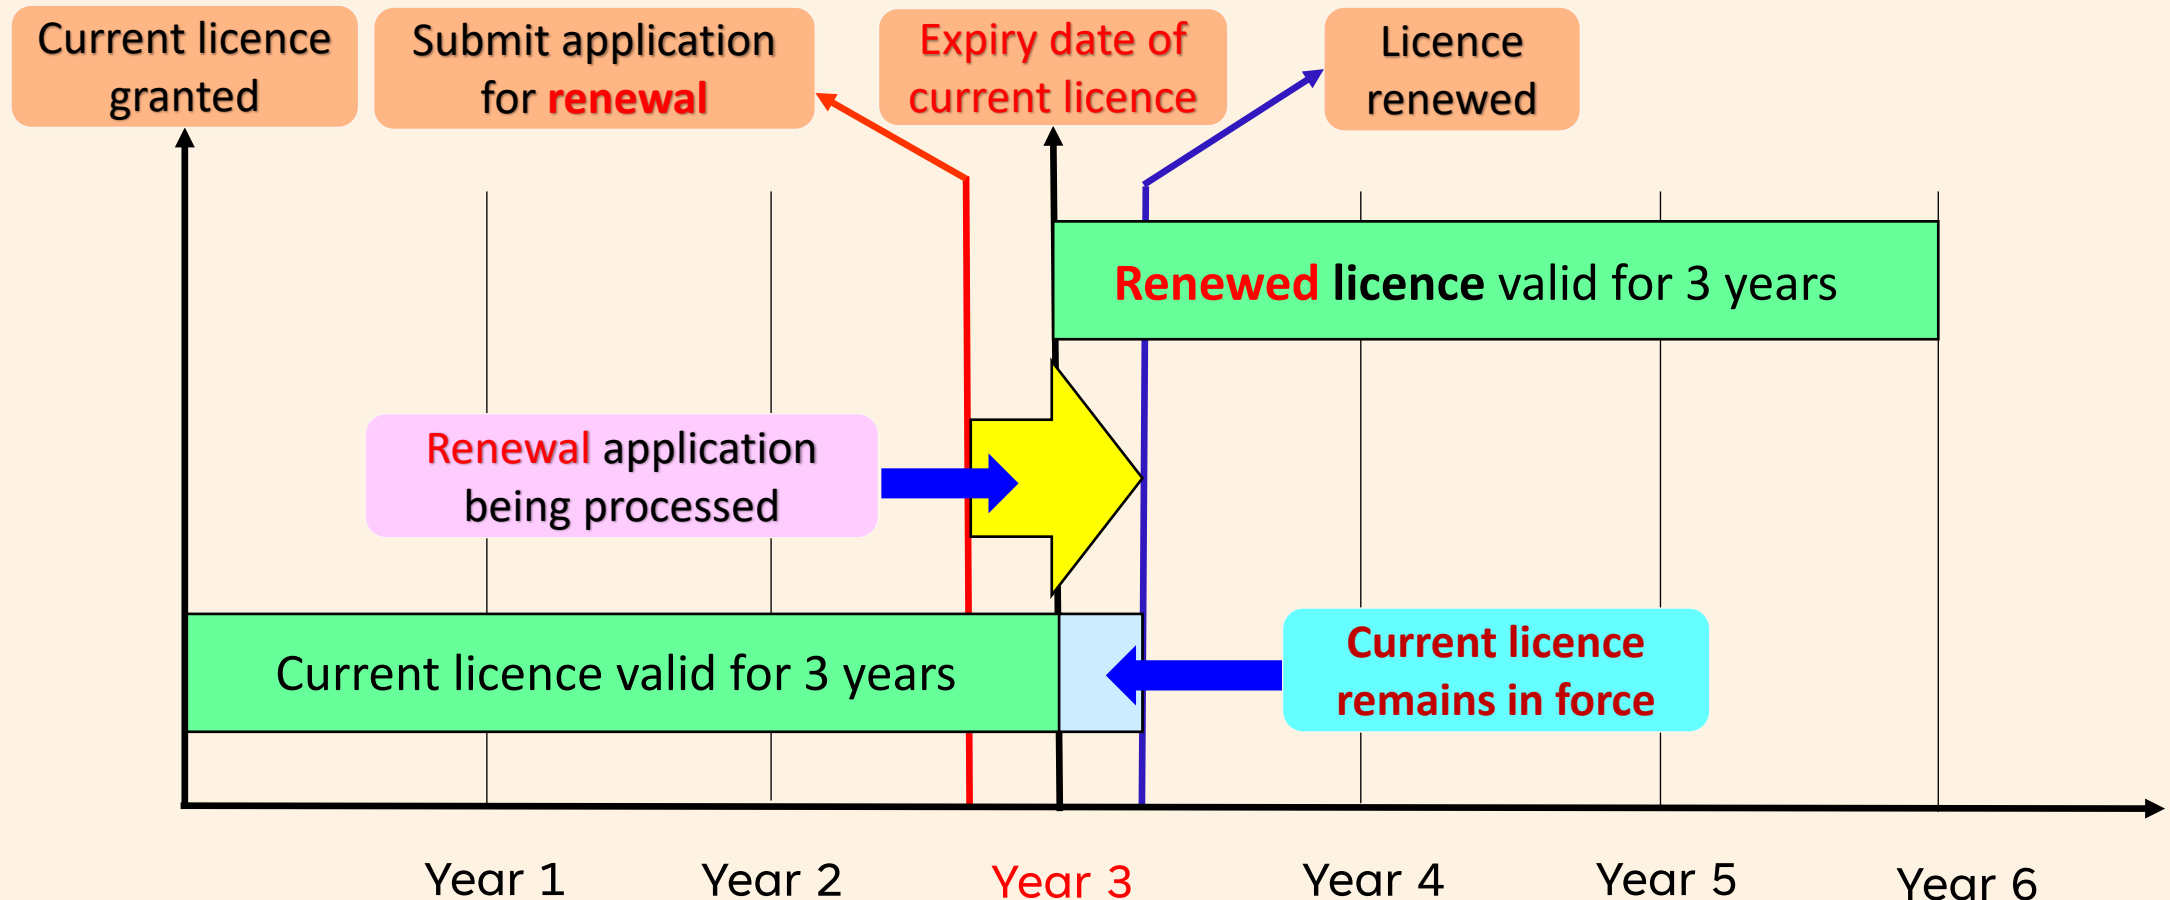 Current licence
granted
Submit application
for renewal
Expiry date of
current licence
Licence
renewed
Renewed licence valid for 3 years
Renewal application
being processed
Current licence valid for 3 years
Current licence
remains in force
Year 1
Year 2
Year 3
Year 4
Year 5
Year 6